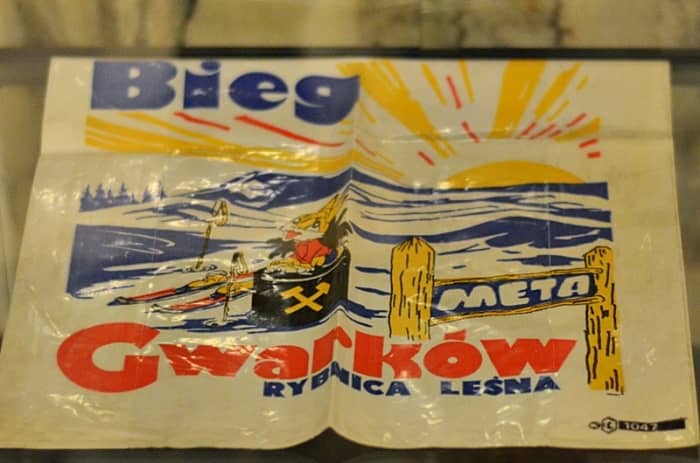 Bieg
META
Gwarków
RYBNICA LEŚNA
1047